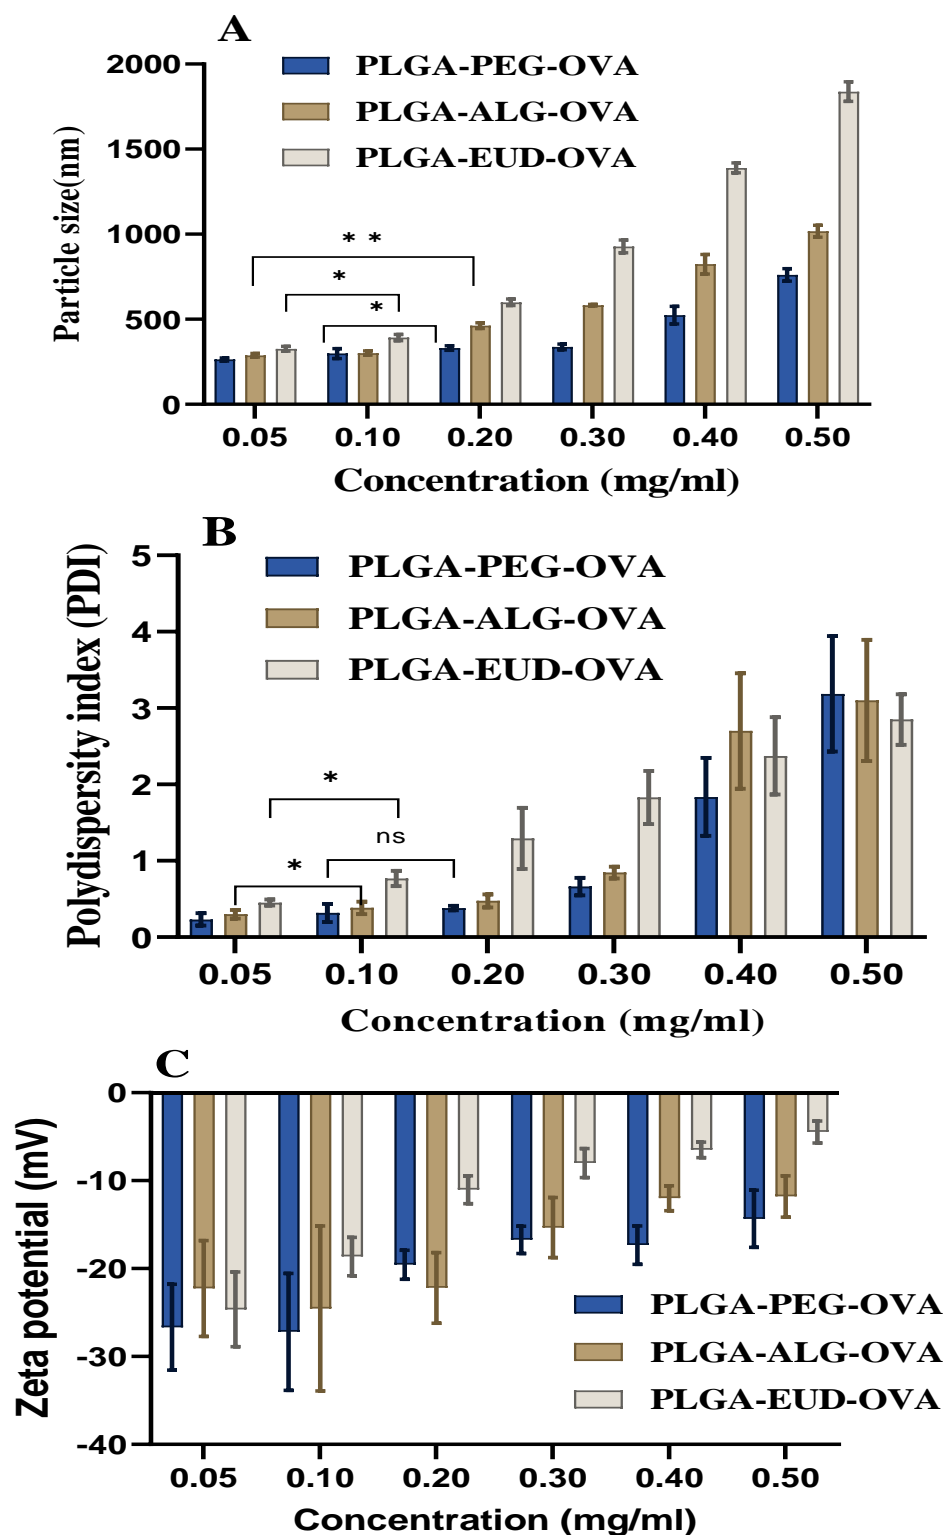 A
PLGA-PEG-OVA
PLGA-ALG-OVA
PLGA-EUD-OVA
Particle size(nm)
2000
1500
1000
500
0
* *
*
*
0.05 0.10 0.20 0.30 0.40 0.50
Concentration (mg/ml)
B
PLGA-PEG-OVA
PLGA-ALG-OVA
PLGA-EUD-OVA
Polydispersity index (PDI)
5
4
3
2
1
0
*
ns
*
0.05 0.10 0.20 0.30 0.40 0.50
Concentration (mg/ml)
C
Zeta potential (mV)
0
-10
-20
-30
-40
PLGA-PEG-OVA
PLGA-ALG-OVA
PLGA-EUD-OVA
0.05 0.10 0.20 0.30 0.40 0.50
Concentration (mg/ml)